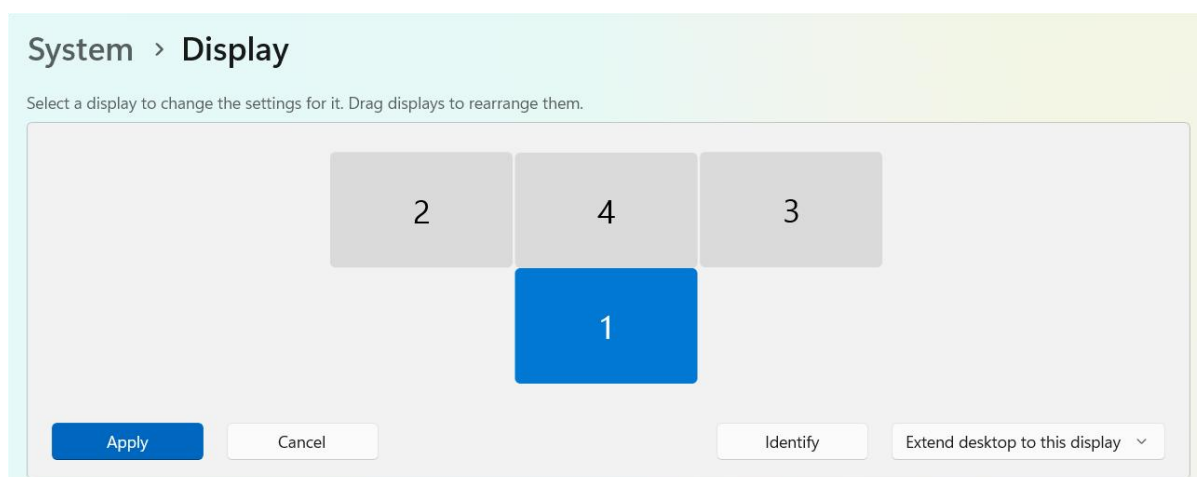 System > Display
Select a display to change the settings for it. Drag displays to rearrange them.
2 4 3
1
Apply Cancel Identify Extend desktop to this display